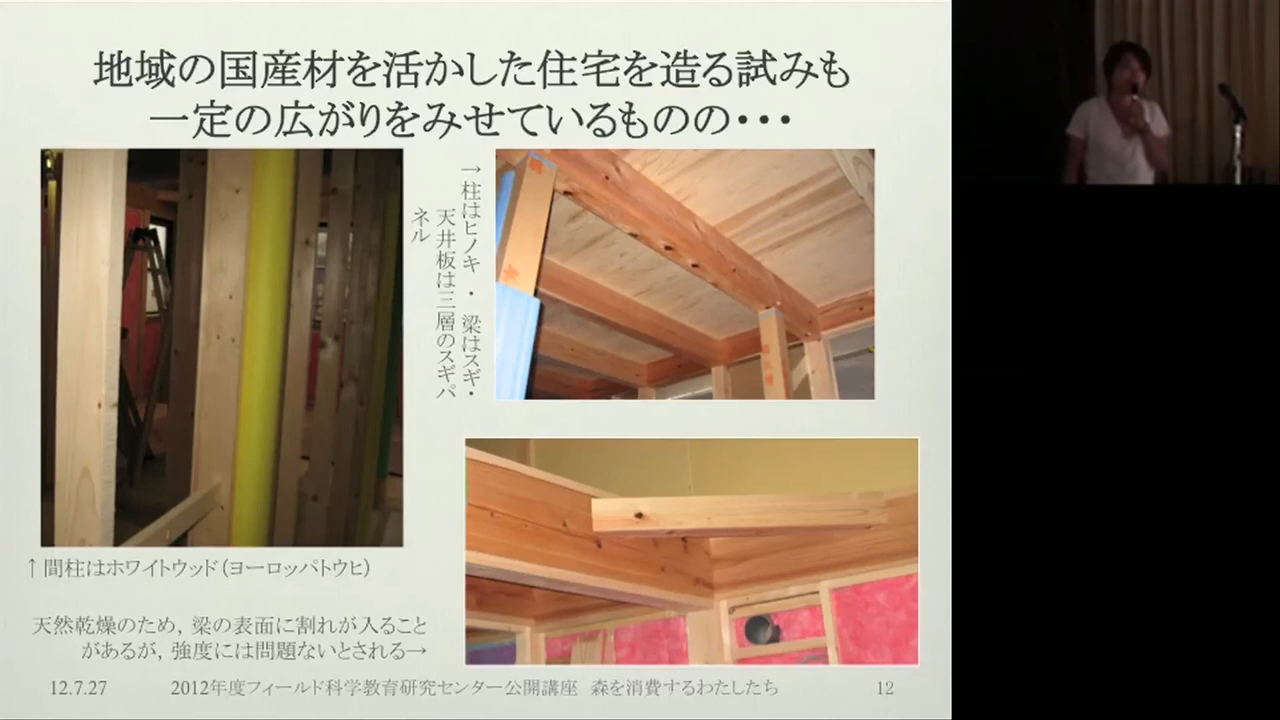 地域の国産材を活かした住宅を造る試みも
一定の広がりをみせているものの・・・
→柱はヒノキ・梁はスギ・
天井板は三層のスギパ
ネル
↑間柱はホワイトウッド(ヨーロッパトウヒ)
天然乾燥のため，梁の表面に割れが入ること
があるが，強度には問題ないとされる→
12.7.27
2012年度フィールド科学教育研究センター公開講座 森を消費するわたしたち
12